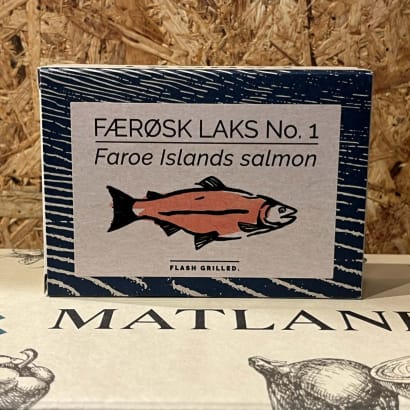 FÆRØSK LAKS No. 1
Faroe Islands salmon
FLASH GRILLED.
MATLAN